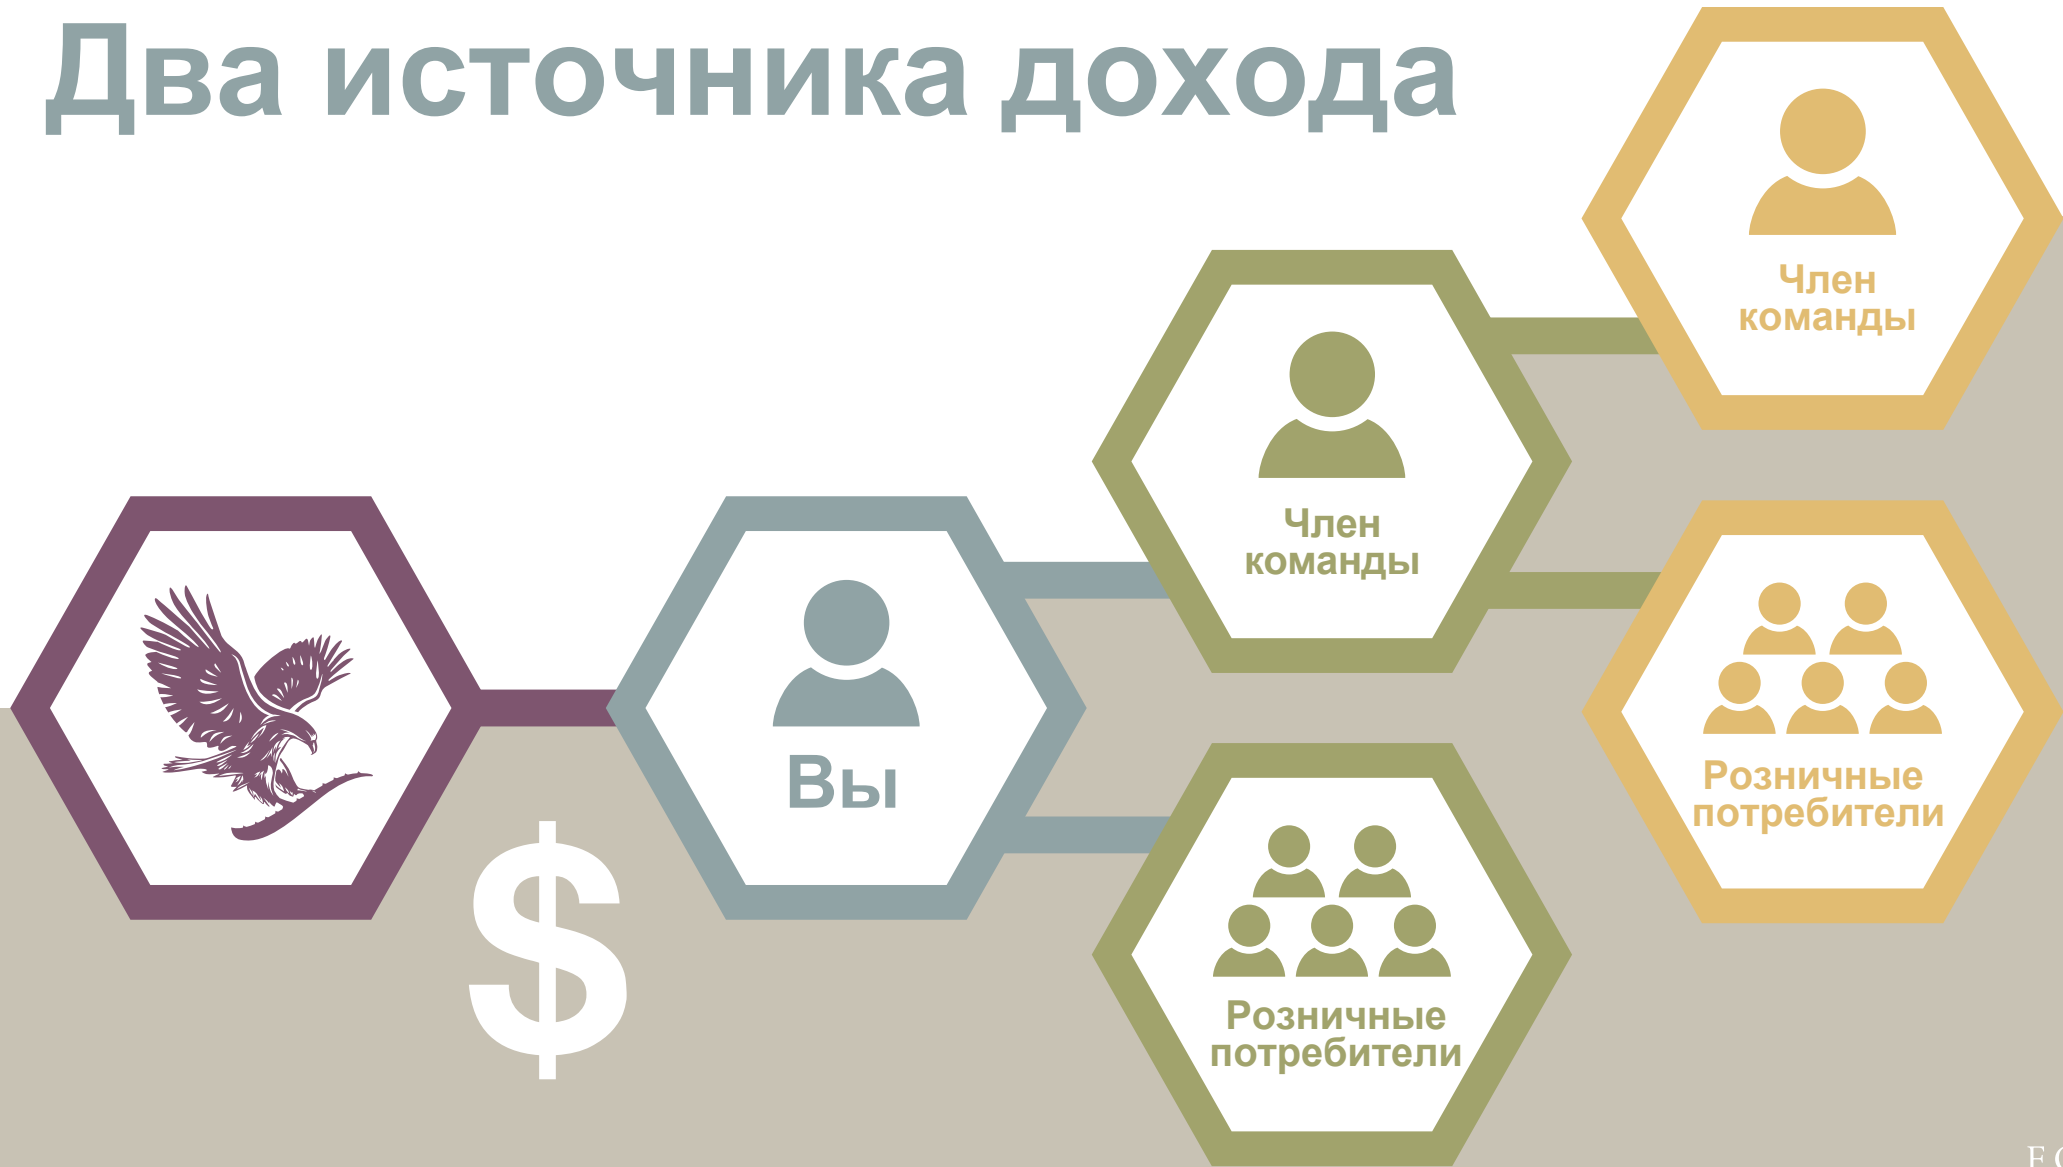 Два источника дохода
Член
команды
Член
команды
Вы
Розничные
потребители
$
Розничные
потребители